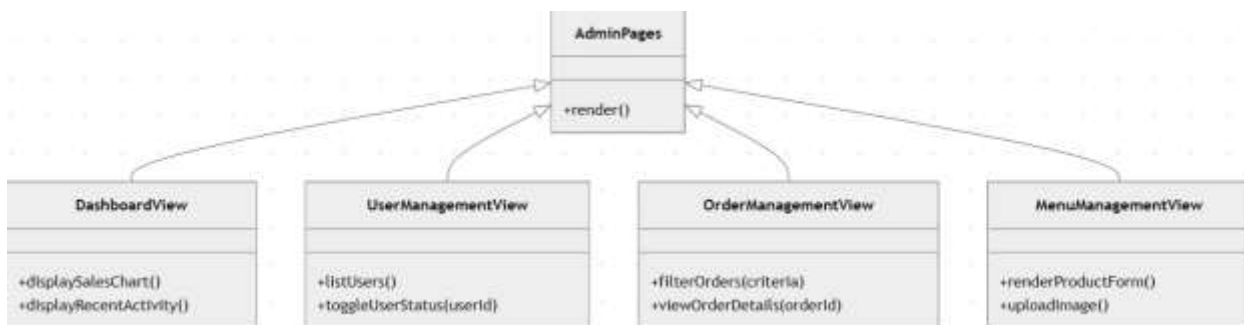 AdminPages
+render()
DashboardView
+displaySalesChart()
+displayRecentActivity()
UserManagementView
+listUsers()
+toggleUserStatus(userId)
OrderManagementView
+filterOrders(criteria)
+viewOrderDetails(orderId)
MenuManagementView
+renderProductForm()
+uploadImage()